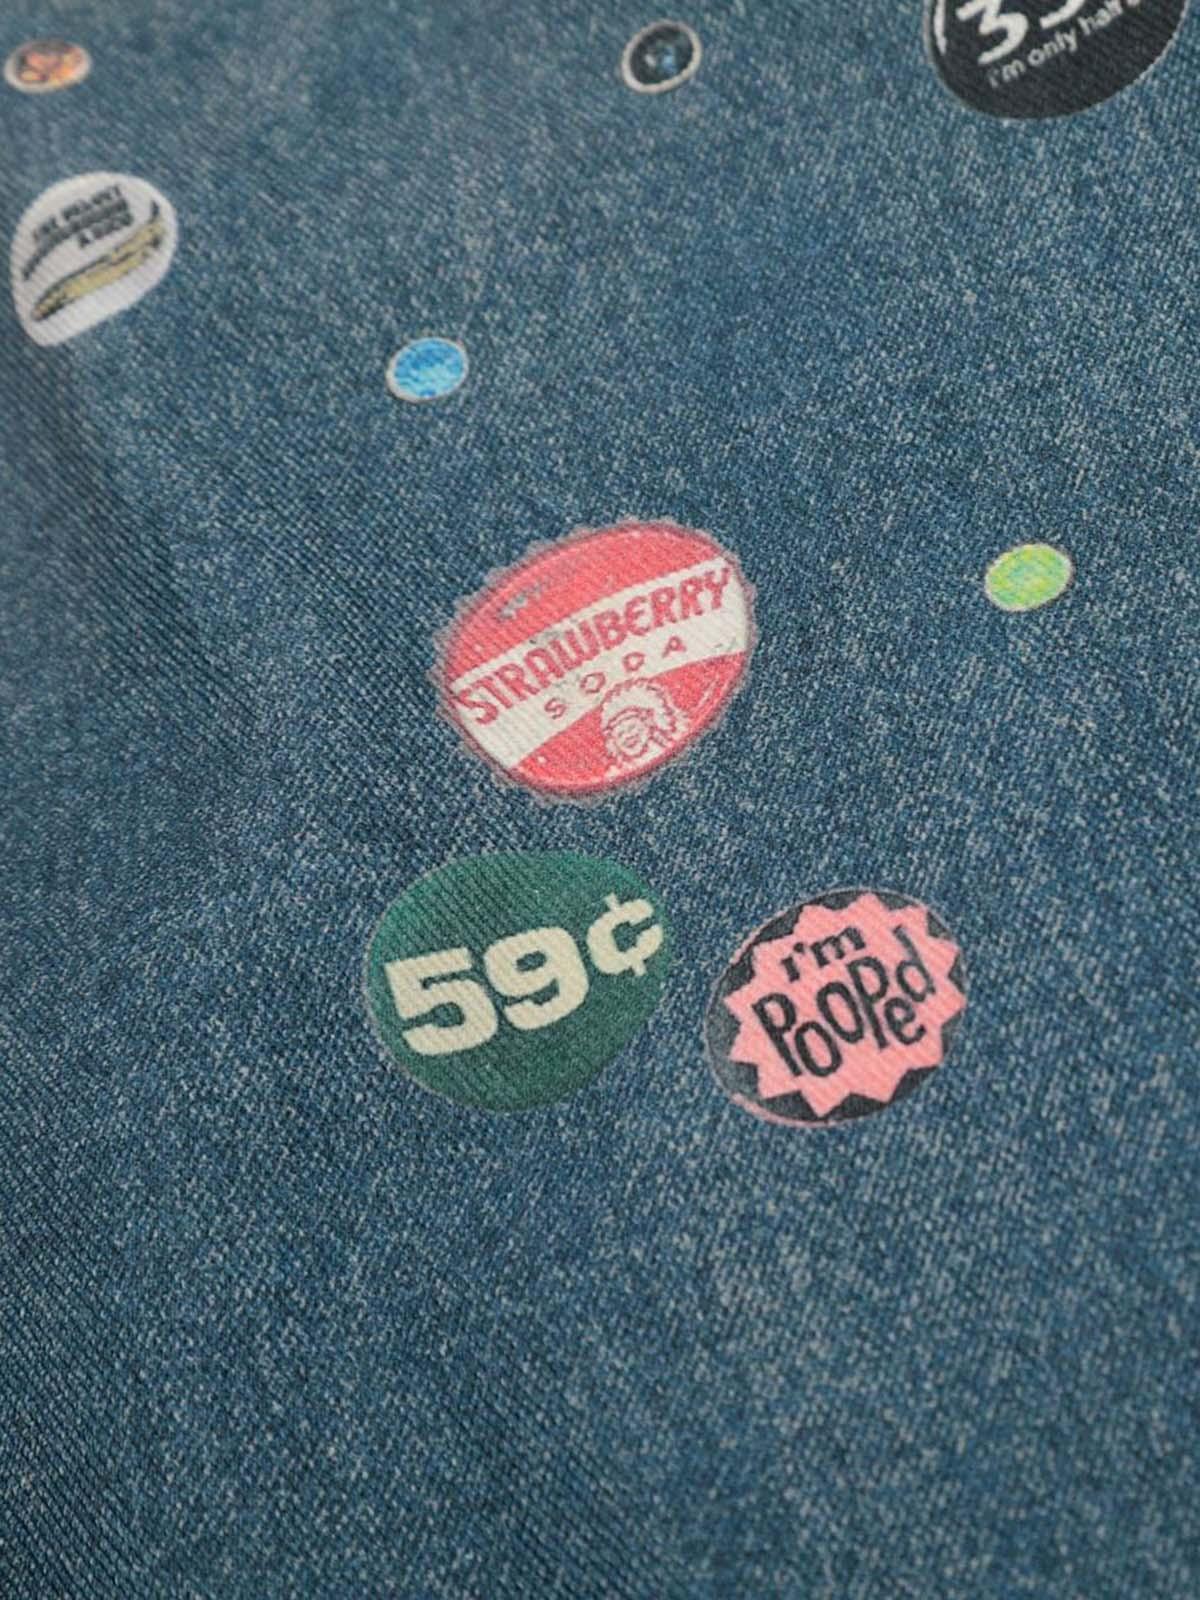 i'm only half
STRAWBERRY
SODA
59¢
i'm
PooPed